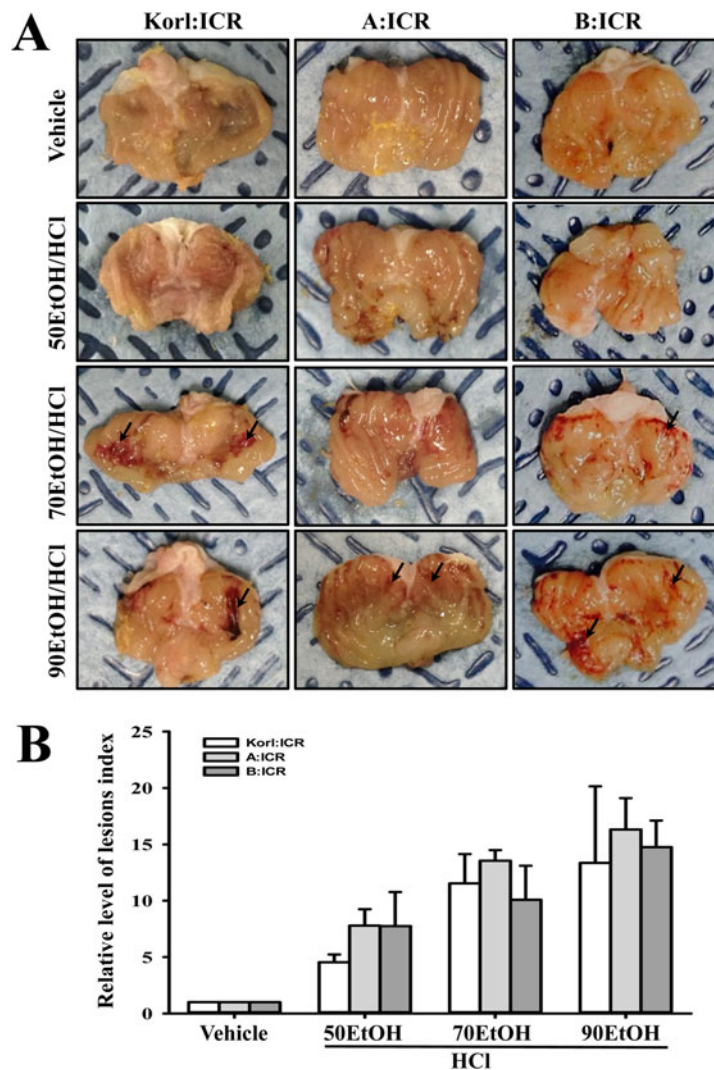 A
Korl:ICR
A:ICR
B:ICR
Vehicle
50EtOH/HCl
70EtOH/HCl
90EtOH/HCl
B
Relative level of lesions index
25
20
15
10
5
0
Korl:ICR
A:ICR
B:ICR
Vehicle
50EtOH
70EtOH
90EtOH
HCl